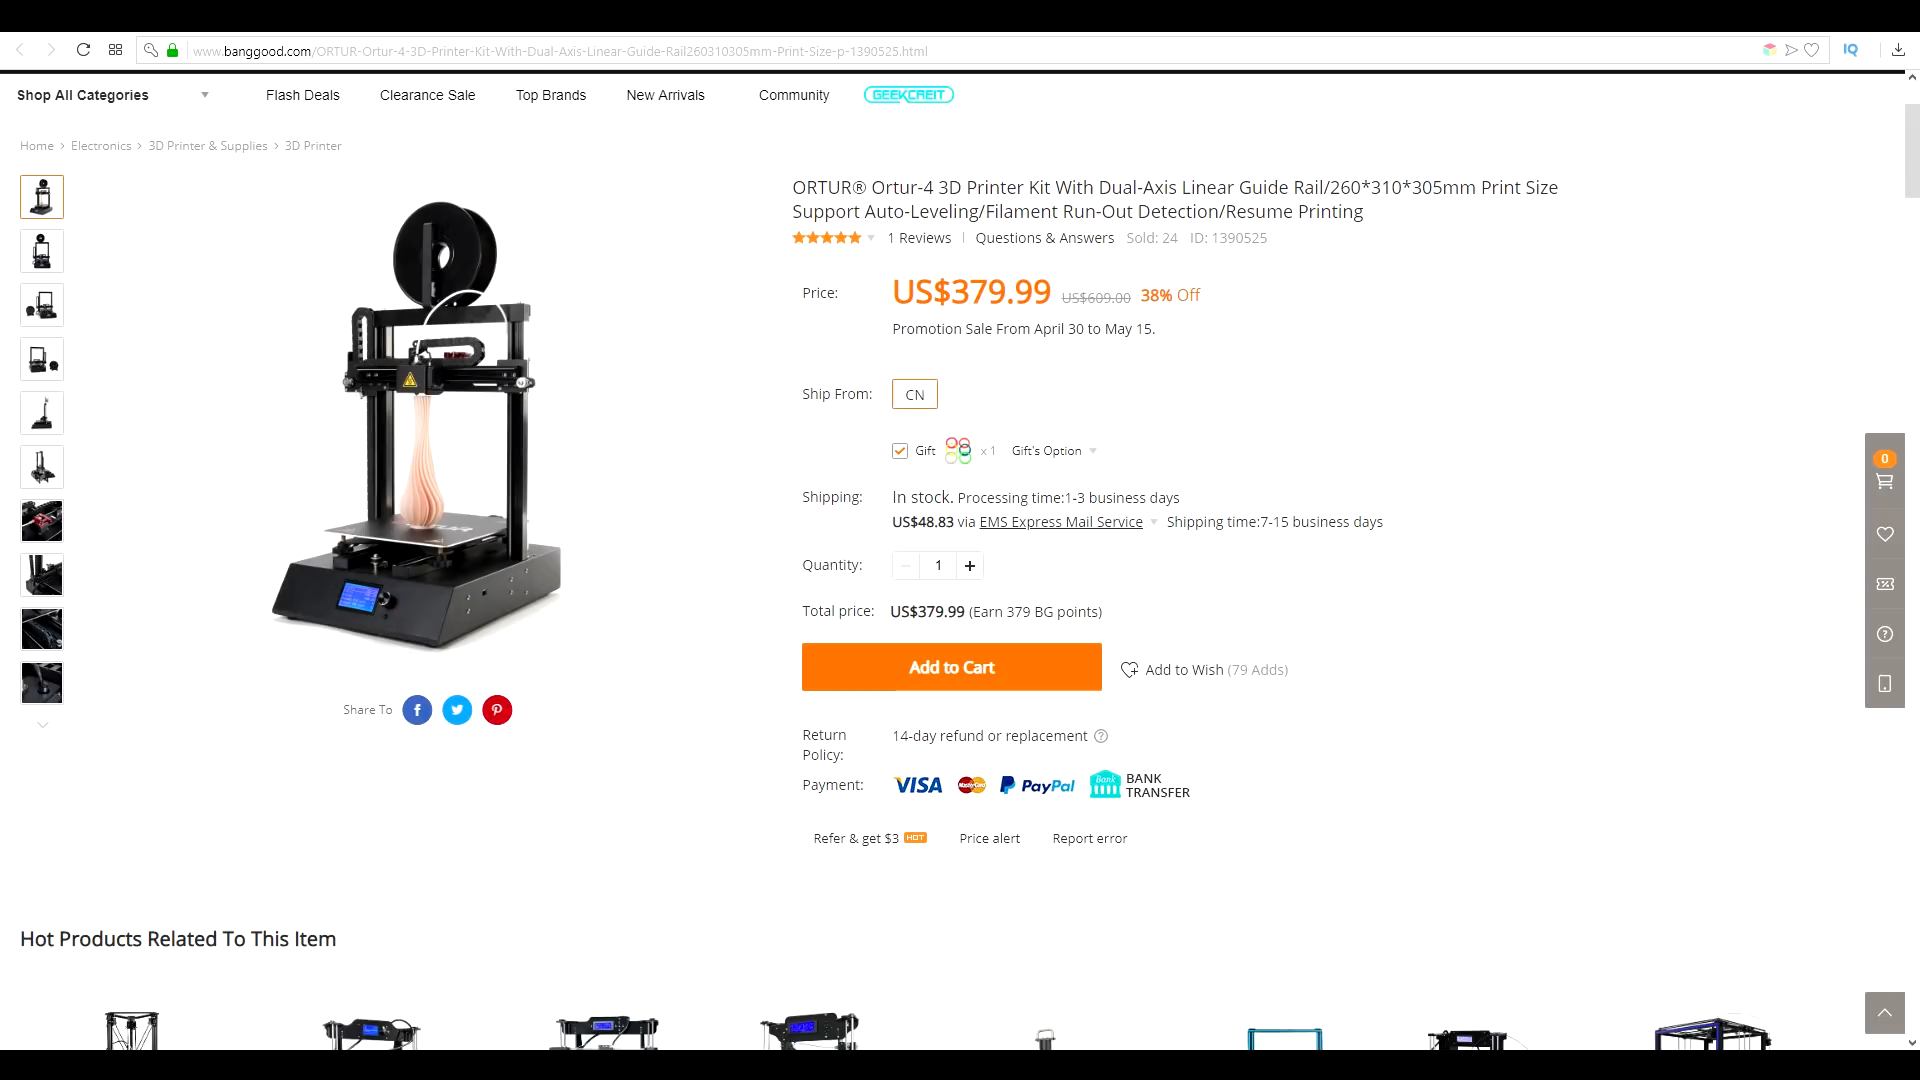 www.banggood.com/ORTUR-Ortur-4-3D-Printer-Kit-With-Dual-Axis-Linear-Guide-Rail260310305mm-Print-Size-p-1390525.html
IQ
Shop All Categories
Flash Deals
Clearance Sale
Top Brands
New Arrivals
Community
GEEKCREIT
Home > Electronics > 3D Printer & Supplies > 3D Printer
ORTUR® Ortur-4 3D Printer Kit With Dual-Axis Linear Guide Rail/260*310*305mm Print Size
Support Auto-Leveling/Filament Run-Out Detection/Resume Printing
1 Reviews | Questions & Answers Sold: 24 ID: 1390525
Price: US$379.99 US$609.00 38% Off
Promotion Sale From April 30 to May 15.
Ship From: CN
Gift x 1 Gift's Option
Shipping: In stock. Processing time:1-3 business days
US$48.83 via EMS Express Mail Service Shipping time:7-15 business days
Quantity: 1 +
Total price: US$379.99 (Earn 379 BG points)
Add to Cart
Add to Wish (79 Adds)
Share To
Return
Policy:
14-day refund or replacement
Payment: VISA MasterCard PayPal Bank BANK
TRANSFER
Refer & get $3 HOT Price alert Report error
0
Hot Products Related To This Item